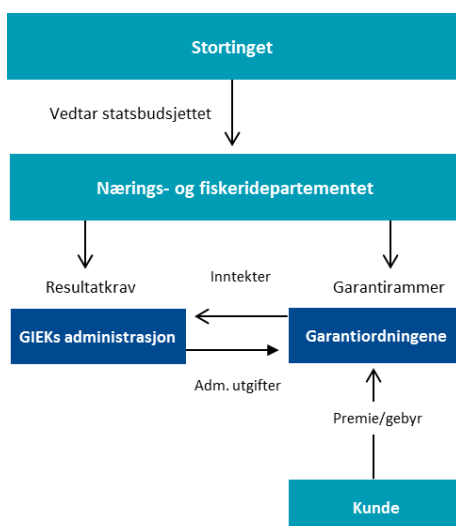 Stortinget
Vedtar statsbudsjettet
Nærings- og fiskeridepartementet
Resultatkrav
Inntekter
Garantirammer
GIEKs administrasjon
Garantiordningene
Adm. utgifter
Premie/gebyr
Kunde